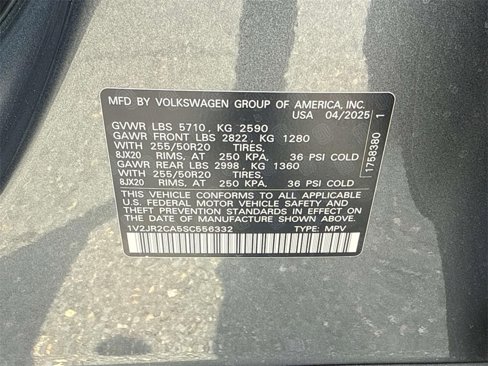 MFD BY VOLKSWAGEN GROUP OF AMERICA, INC.
USA 04/2025
GVWR LBS 5710, KG 2590
GAWR FRONT LBS 2822, KG 1280
WITH 255/50R20 TIRES,
8JX20 RIMS, AT 250 KPA, 36 PSI COLD
GAWR REAR LBS 2998, KG 1360
WITH 255/50R20 TIRES,
8JX20 RIMS, AT 250 KPA, 36 PSI COLD
THIS VEHICLE CONFORMS TO ALL APPLICABLE
U.S. FEDERAL MOTOR VEHICLE SAFETY AND
THEFT PREVENTION STANDARDS IN EFFECT ON
THE DATE OF MANUFACTURE SHOWN ABOVE.
1V2JR2CA5SC556332 TYPE: MPV
1758380 1